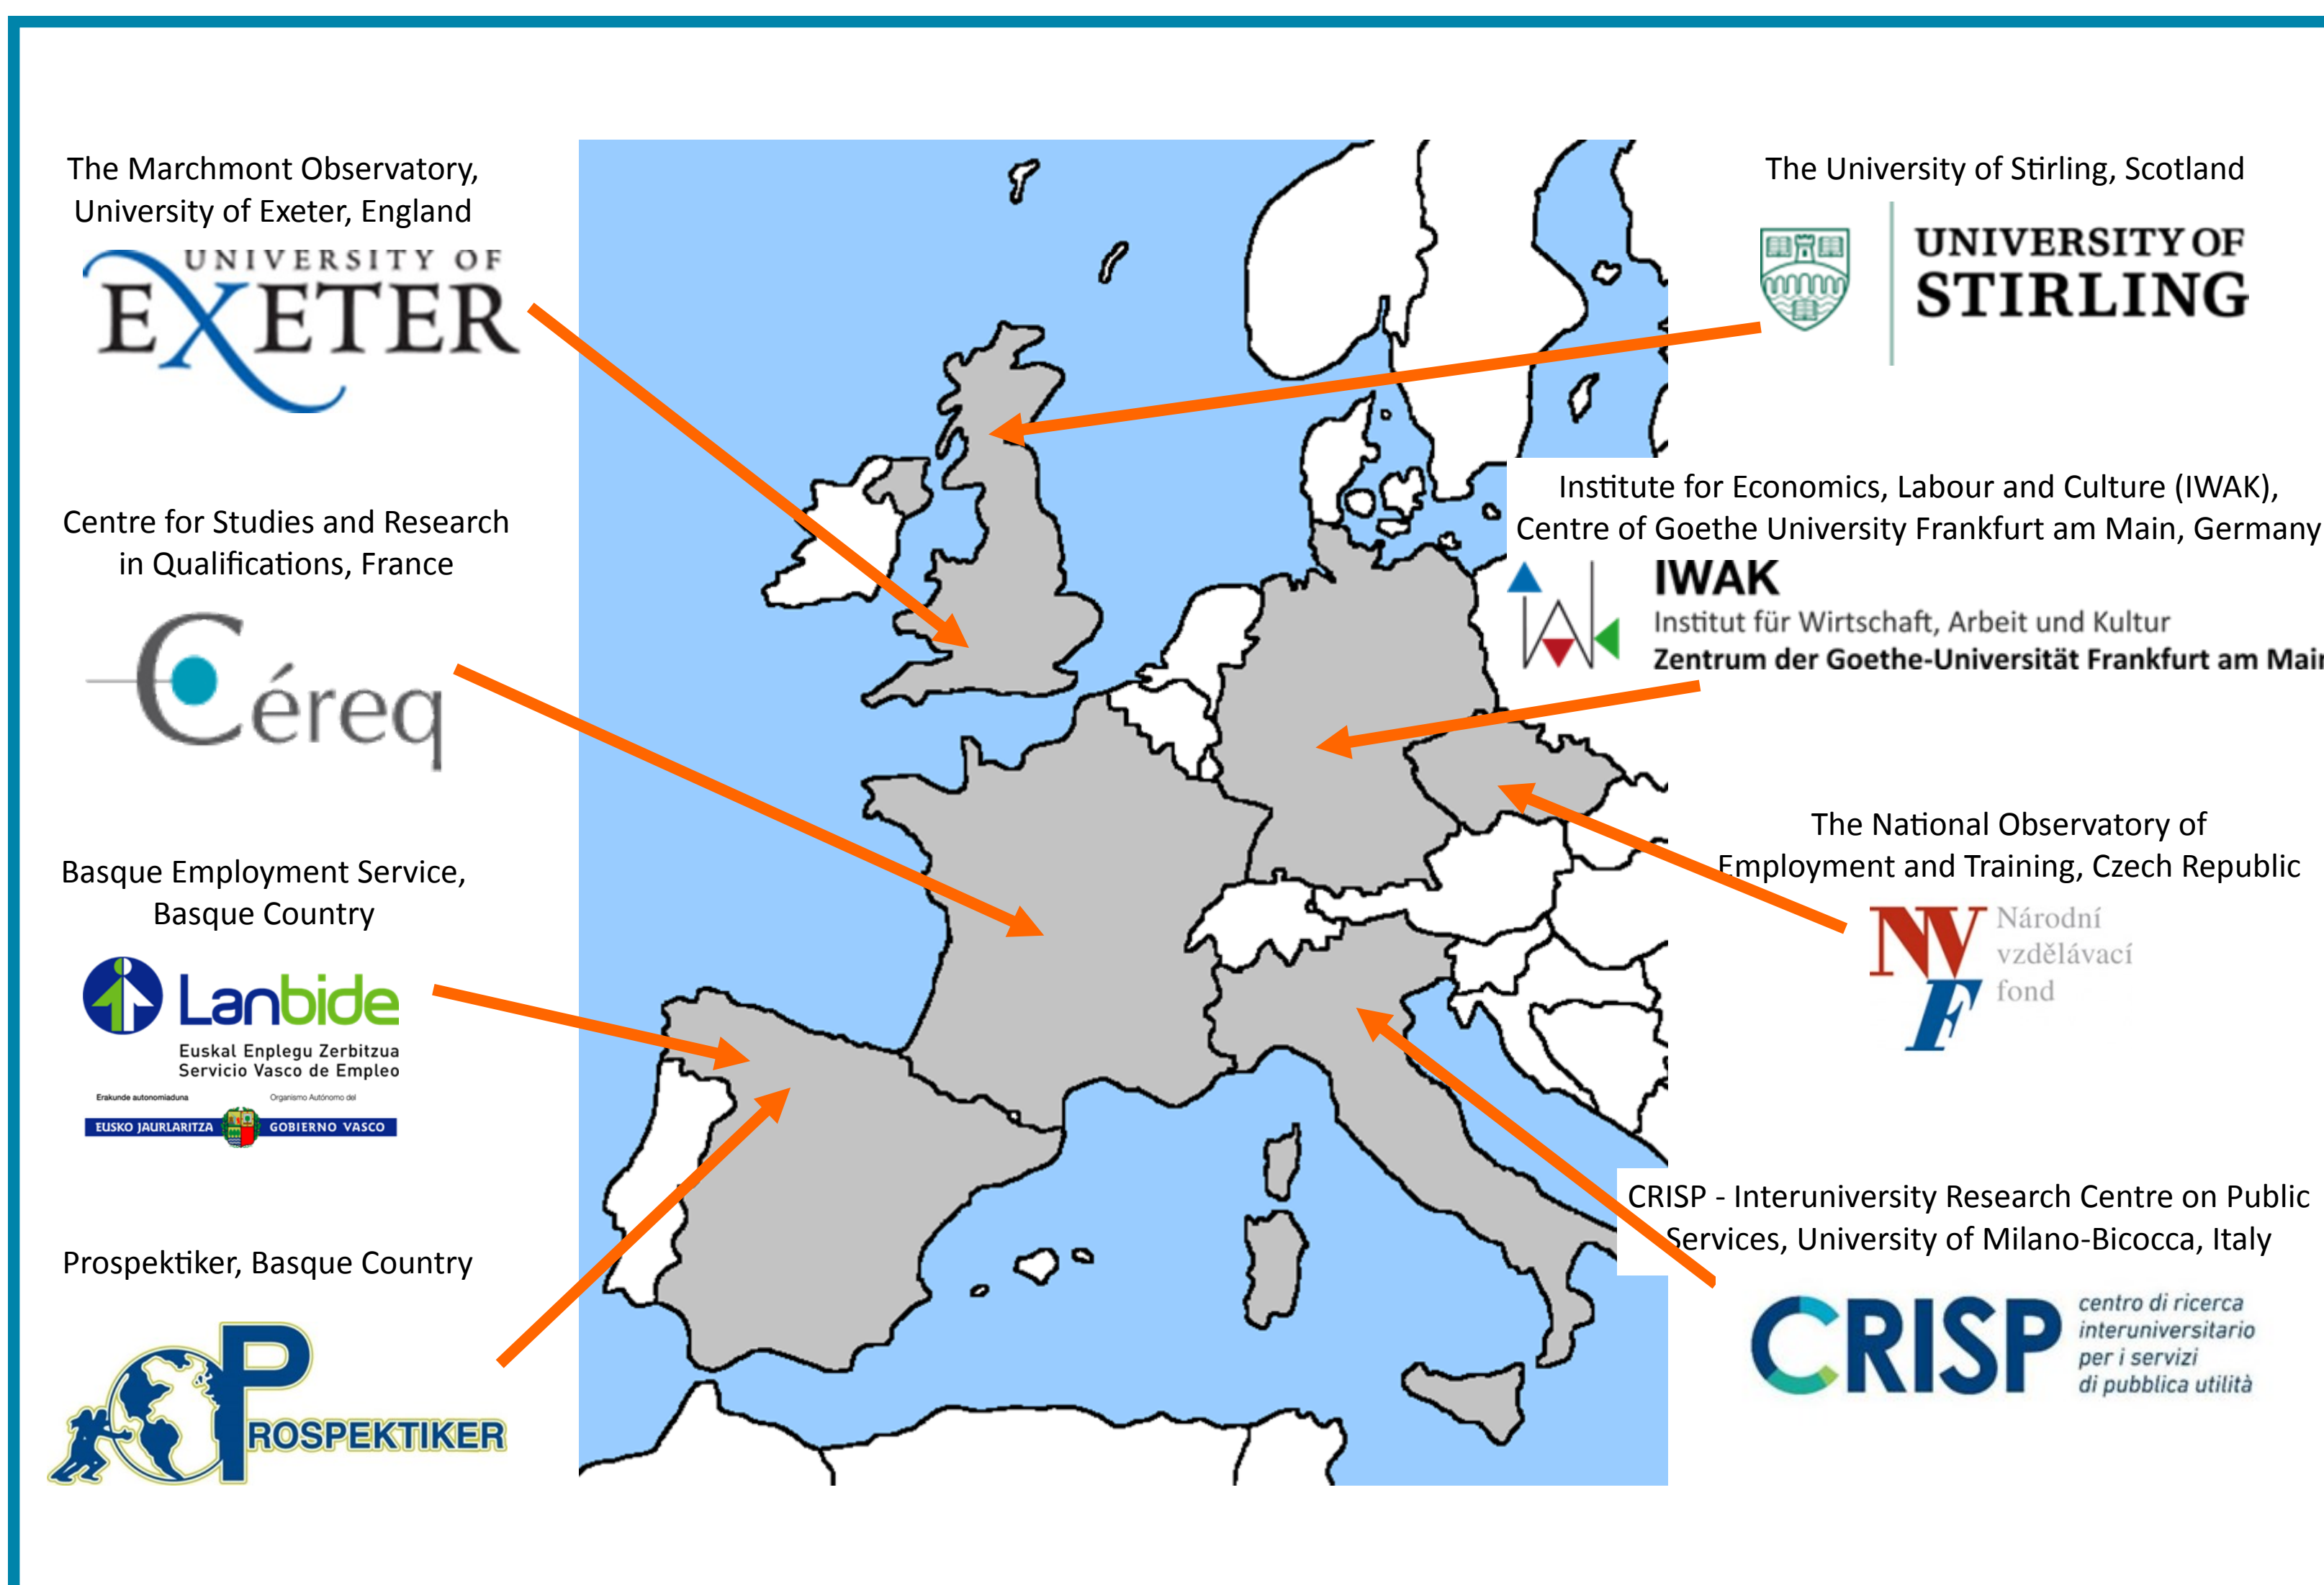 The Marchmont Observatory,
University of Exeter, England
UNIVERSITY OF
EXETER
Centre for Studies and Research
in Qualifications, France
Céreq
Basque Employment Service,
Basque Country
Lanbide
Euskal Enplegu Zerbitzua
Servicio Vasco de Empleo
Erakunde autonomiaduna Organismo Autónomo del
EUSKO JAURLARITZA GOBIERNO VASCO
Prospektiker, Basque Country
PROSPEKTIKER
The University of Stirling, Scotland
UNIVERSITY OF
STIRLING
Institute for Economics, Labour and Culture (IWAK),
Centre of Goethe University Frankfurt am Main, Germany
IWAK
Institut für Wirtschaft, Arbeit und Kultur
Zentrum der Goethe-Universität Frankfurt am Main
The National Observatory of
Employment and Training, Czech Republic
NVF
Národní
vzdělávací
fond
CRISP - Interuniversity Research Centre on Public
Services, University of Milano-Bicocca, Italy
CRISP
centro di ricerca
interuniversitario
per i servizi
di pubblica utilità